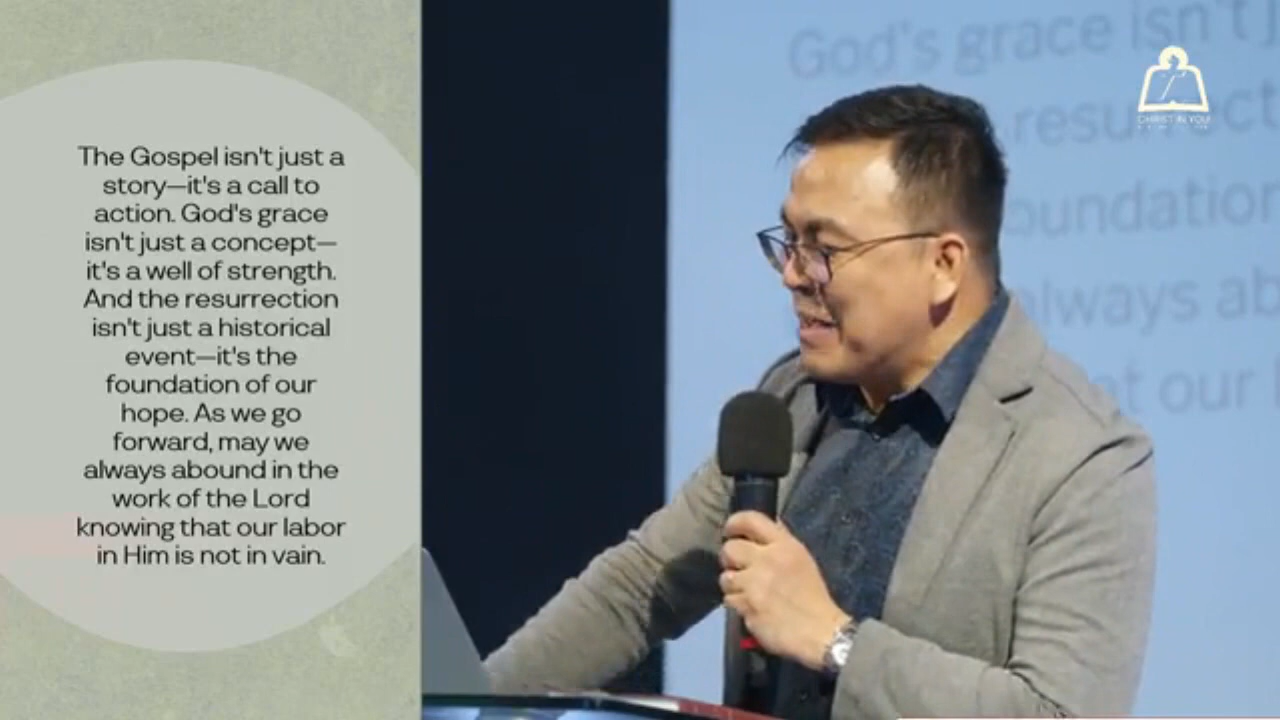 The Gospel isn't just a
story—it's a call to
action. God's grace
isn't just a concept—
it's a well of strength.
And the resurrection
isn't just a historical
event—it's the
foundation of our
hope. As we go
forward, may we
always abound in the
work of the Lord
knowing that our labor
in Him is not in vain.
God's grace isn't
always
our
CHRIST IN YOU